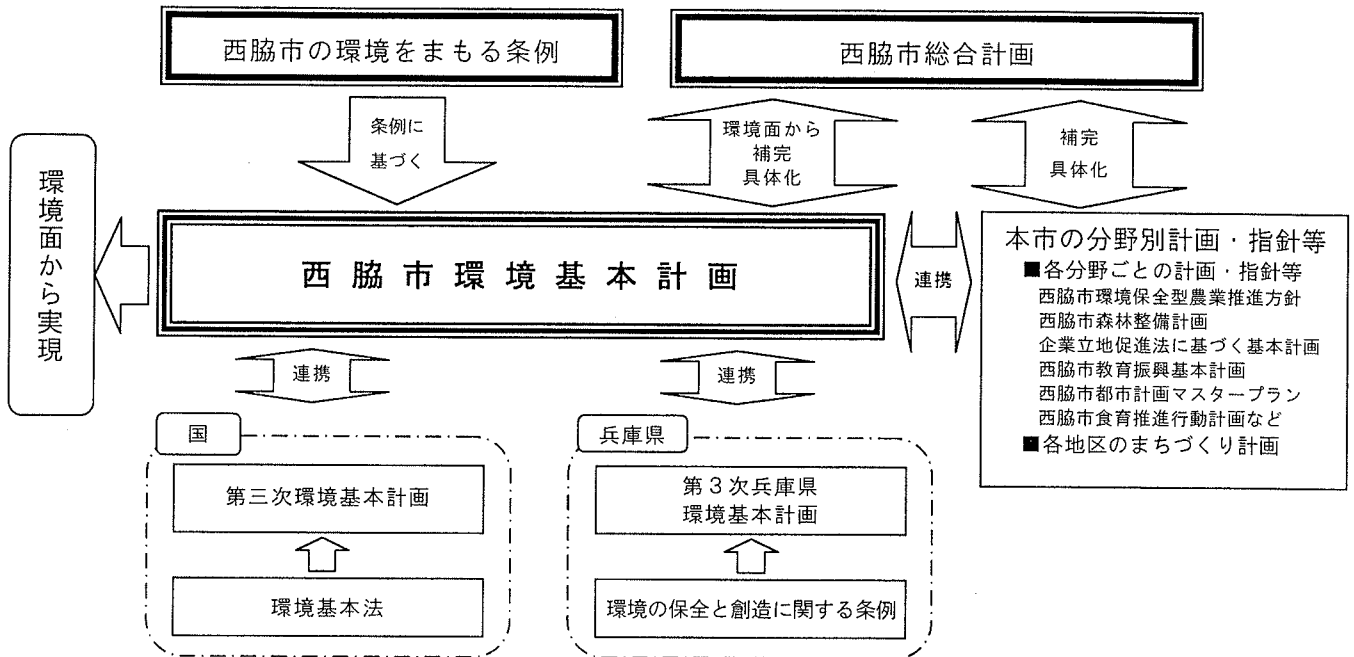 西脇市の環境をまもる条例
西脇市総合計画
条例に
基づく
環境面から
補完
具体化
補完
具体化
環境面から実現
西脇市環境基本計画
連携
本市の分野別計画・指針等
■各分野ごとの計画・指針等
西脇市環境保全型農業推進方針
西脇市森林整備計画
企業立地促進法に基づく基本計画
西脇市教育振興基本計画
西脇市都市計画マスタープラン
西脇市食育推進行動計画など
■各地区のまちづくり計画
連携
連携
国
第三次環境基本計画
環境基本法
兵庫県
第3次兵庫県
環境基本計画
環境の保全と創造に関する条例